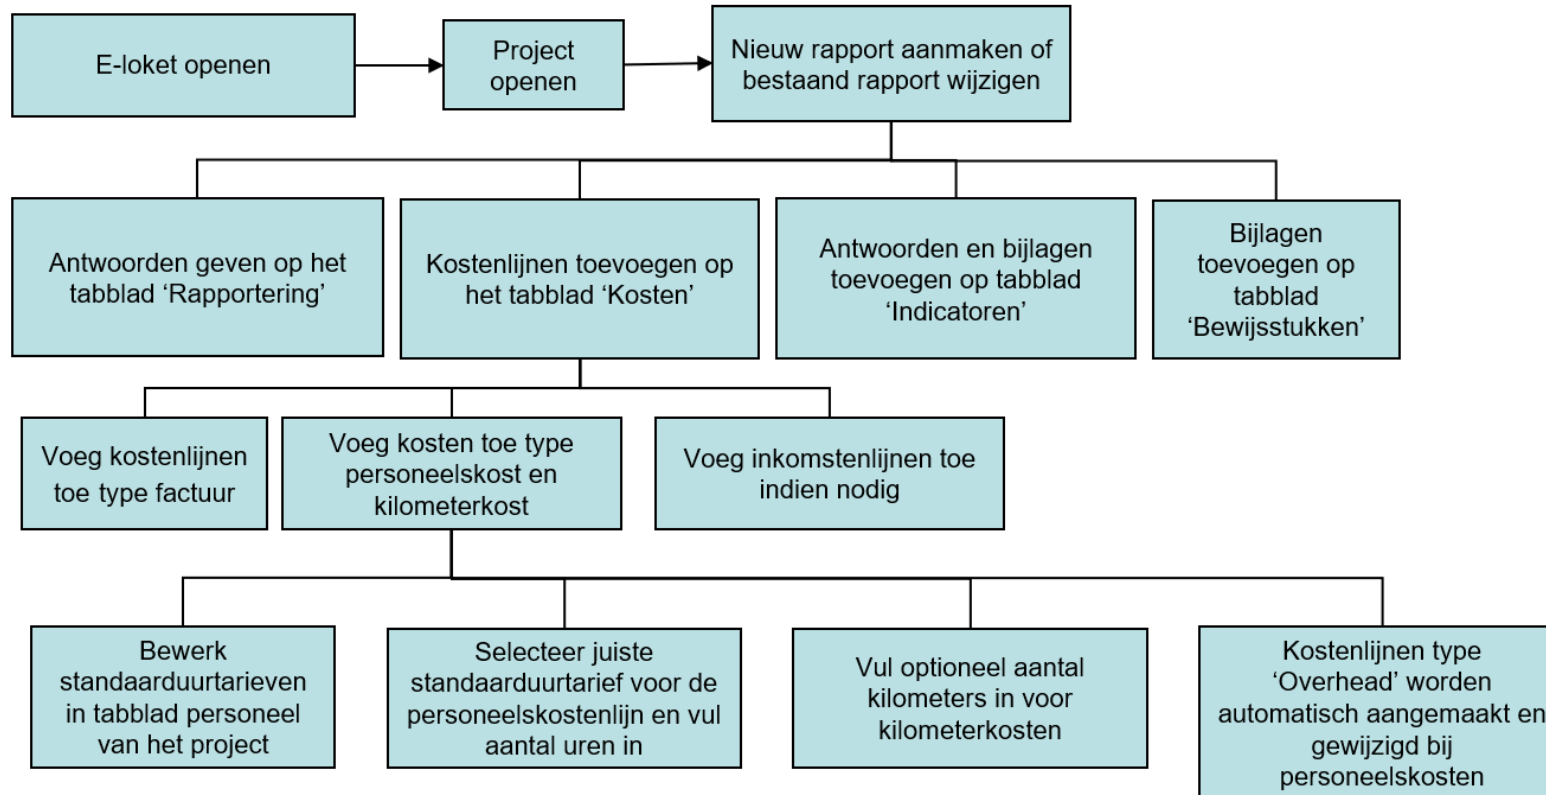 E-loket openen
Project
openen
Nieuw rapport aanmaken of
bestaand rapport wijzigen
Antwoorden geven op het
tabblad ‘Rapportering’
Kostenlijnen toevoegen op
het tabblad ‘Kosten’
Antwoorden en bijlagen
toevoegen op tabblad
‘Indicatoren’
Bijlagen
toevoegen op
tabblad
‘Bewijsstukken’
Voeg kostenlijnen
toe type factuur
Voeg kosten toe type
personeelskost en
kilometerkost
Voeg inkomstenlijnen toe
indien nodig
Bewerk
standaarduurtarieven
in tabblad personeel
van het project
Selecteer juiste
standaarduurtarief voor de
personeelskostenlijn en vul
aantal uren in
Vul optioneel aantal
kilometers in voor
kilometerkosten
Kostenlijnen type
‘Overhead’ worden
automatisch aangemaakt en
gewijzigd bij
personeelskosten